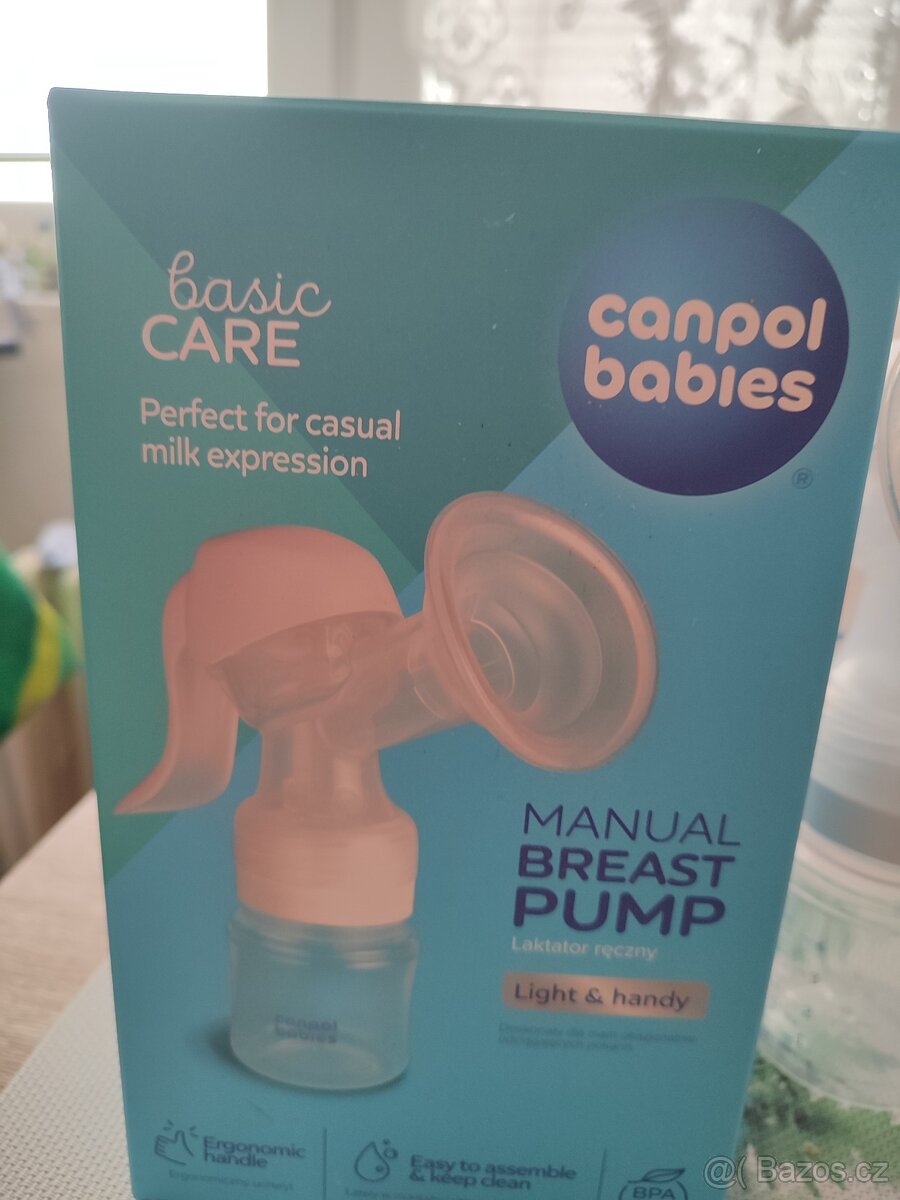 basic
CARE
Perfect for casual
milk expression
canpol
babies
®
MANUAL
BREAST
PUMP
Laktator ręczny
Light & handy
canpol
babies
Ergonomic
handle
Easy to assemble
& keep clean
BPA
@( Bazos.cz